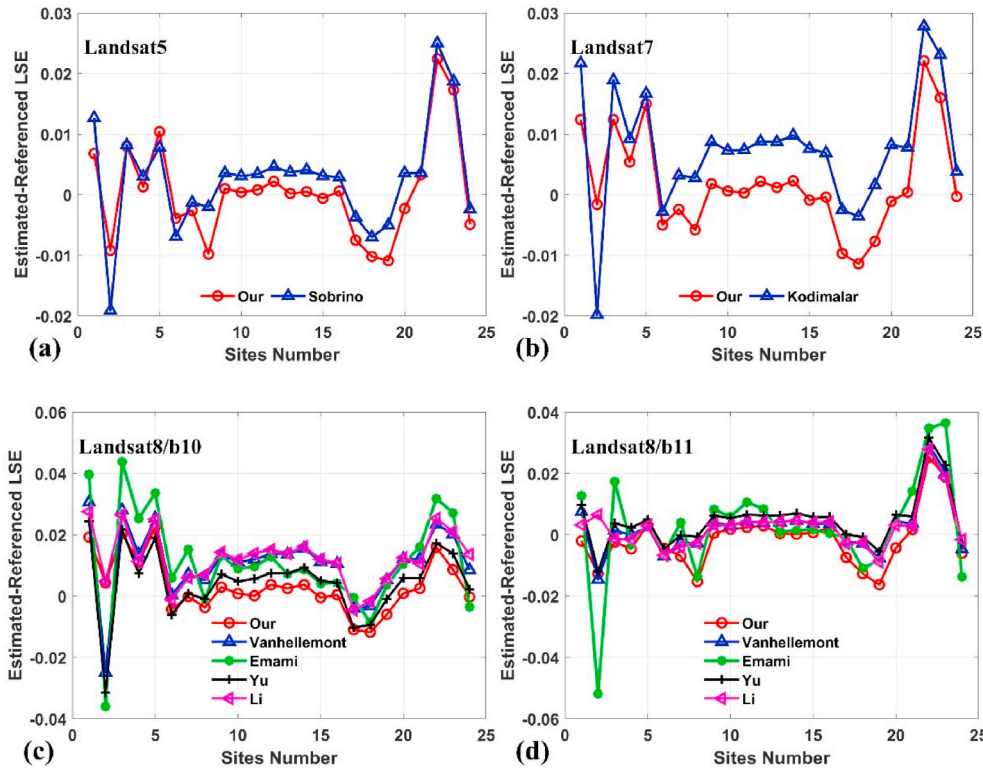 0.03
0.02
0.01
0
-0.01
-0.02
Estimated-Referenced LSE
Landsat5
Our Sobrino
0 5 10 15 20 25
Sites Number
(a)
0.03
0.02
0.01
0
-0.01
-0.02
Estimated-Referenced LSE
Landsat7
Our Kodimalar
0 5 10 15 20 25
Sites Number
(b)
0.06
0.04
0.02
0
-0.02
-0.04
Estimated-Referenced LSE
Landsat8/b10
Our
Vanhellemont
Emami
Yu
Li
0 5 10 15 20 25
Sites Number
(c)
0.04
0.02
0
-0.02
-0.04
-0.06
Estimated-Referenced LSE
Landsat8/b11
Our
Vanhellemont
Emami
Yu
Li
0 5 10 15 20 25
Sites Number
(d)